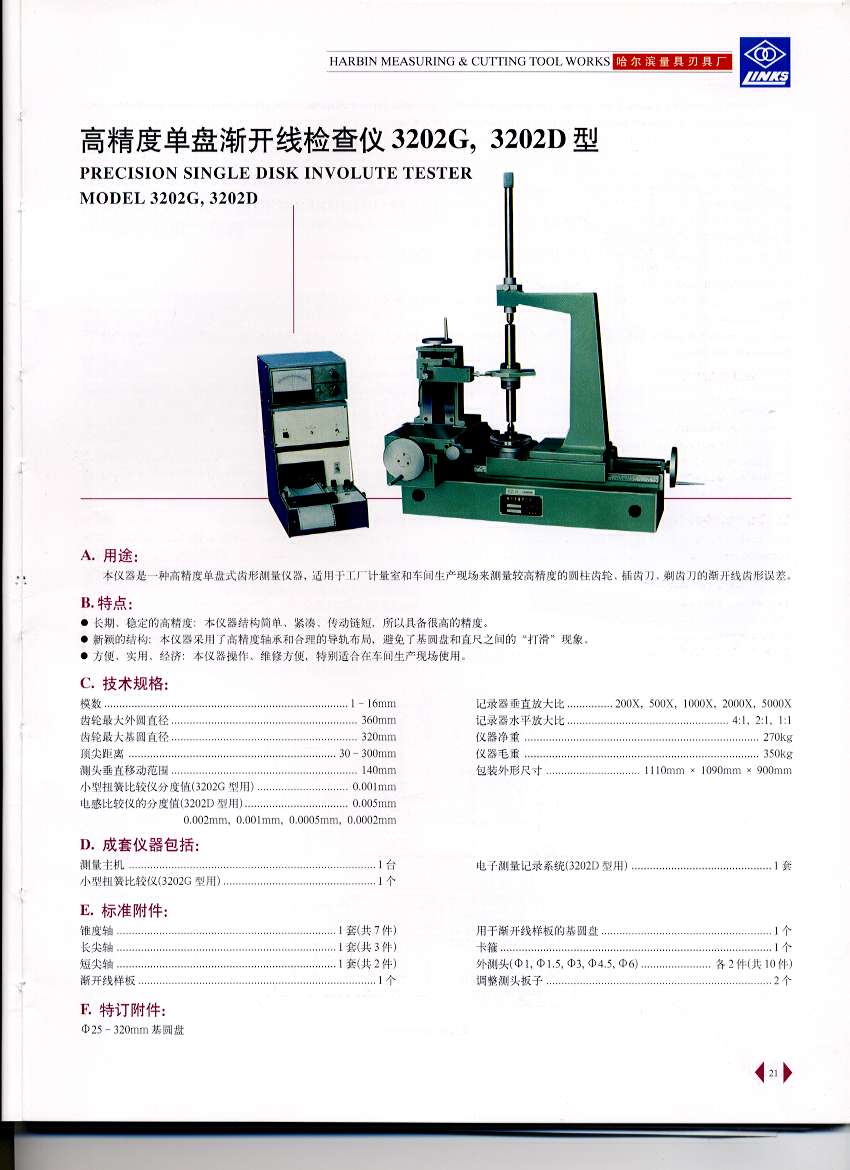 HARBIN MEASURING & CUTTING TOOL WORKS 哈尔滨量具刃具厂
LINKS
高精度单盘渐开线检查仪 3202G, 3202D 型
PRECISION SINGLE DISK INVOLUTE TESTER
MODEL 3202G, 3202D
A. 用途:
本仪器是一种高精度单盘式齿形测量仪器, 适用于工厂计量室和车间生产现场来测量较高精度的圆柱齿轮、插齿刀、剃齿刀的渐开线齿形误差。
B. 特点:
● 长期、稳定的高精度: 本仪器结构简单、紧凑、传动链短, 所以具备很高的精度。
● 新颖的结构: 本仪器采用了高精度轴承和合理的导轨布局, 避免了基圆盘和直尺之间的“打滑”现象。
● 方便、实用、经济: 本仪器操作、维修方便, 特别适合在车间生产现场使用。
C. 技术规格:
模数 ........ 1－16mm
齿轮最大外圆直径 ........ 360mm
齿轮最大基圆直径 ........ 320mm
顶尖距离 ........ 30－300mm
测头垂直移动范围 ........ 140mm
小型扭簧比较仪分度值(3202G 型用) ........ 0.001mm
电感比较仪的分度值(3202D 型用) ........ 0.005mm
0.002mm, 0.001mm, 0.0005mm, 0.0002mm
记录器垂直放大比 ........ 200X, 500X, 1000X, 2000X, 5000X
记录器水平放大比 ........ 4:1, 2:1, 1:1
仪器净重 ........ 270kg
仪器毛重 ........ 350kg
包装外形尺寸 ........ 1110mm × 1090mm × 900mm
D. 成套仪器包括:
测量主机 ........ 1 台
小型扭簧比较仪(3202G 型用) ........ 1 个
电子测量记录系统(3202D 型用) ........ 1 套
E. 标准附件:
锥度轴 ........ 1 套(共 7 件)
长尖轴 ........ 1 套(共 3 件)
短尖轴 ........ 1 套(共 2 件)
渐开线样板 ........ 1 个
用于渐开线样板的基圆盘 ........ 1 个
卡箍 ........ 1 个
外测头(Φ1, Φ1.5, Φ3, Φ4.5, Φ6) ........ 各 2 件(共 10 件)
调整测头扳子 ........ 2 个
F. 特订附件:
Φ25－320mm 基圆盘
21